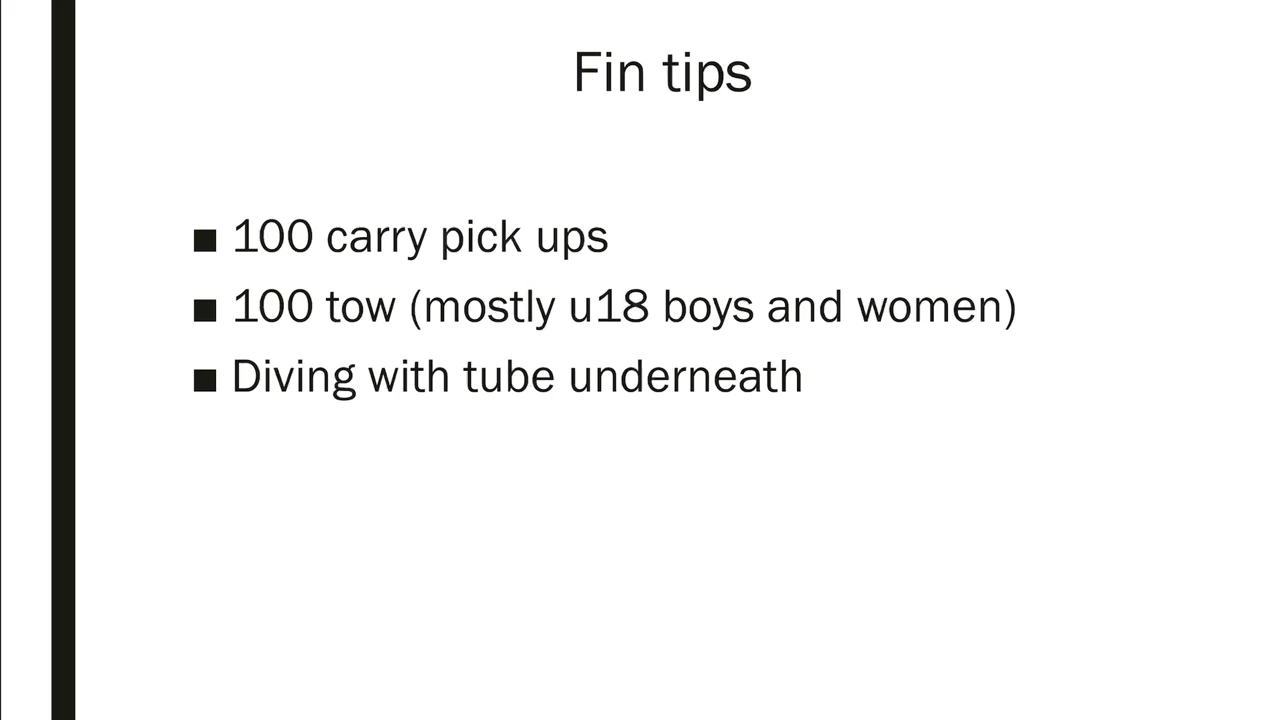 Fin tips
■ 100 carry pick ups
■ 100 tow (mostly u18 boys and women)
■ Diving with tube underneath